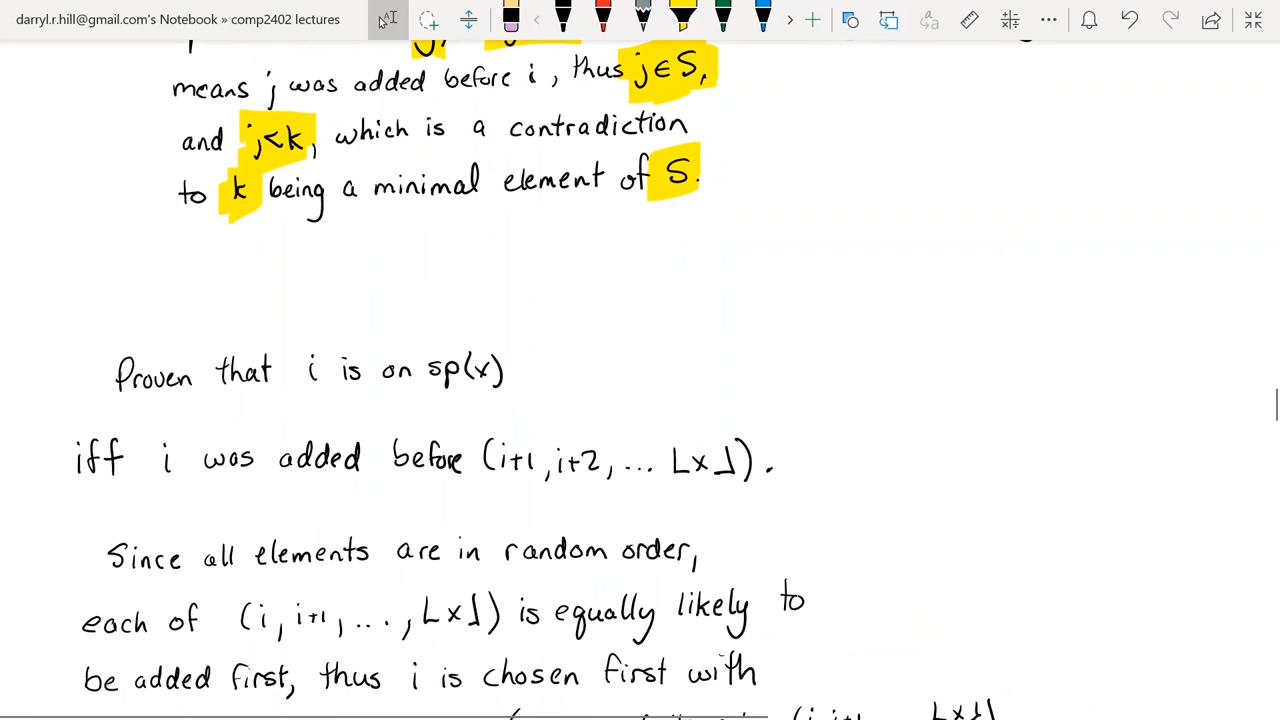 darryl.r.hill@gmail.com's Notebook » comp2402 lectures
means j was added before i, thus j∈S,
and j<k, which is a contradiction
to k being a minimal element of S.
Proven that i is on sp(x)
iff i was added before (i+1, i+2, ... ⌊x⌋).
Since all elements are in random order,
each of (i, i+1, ..., ⌊x⌋) is equally likely to
be added first, thus i is chosen first with